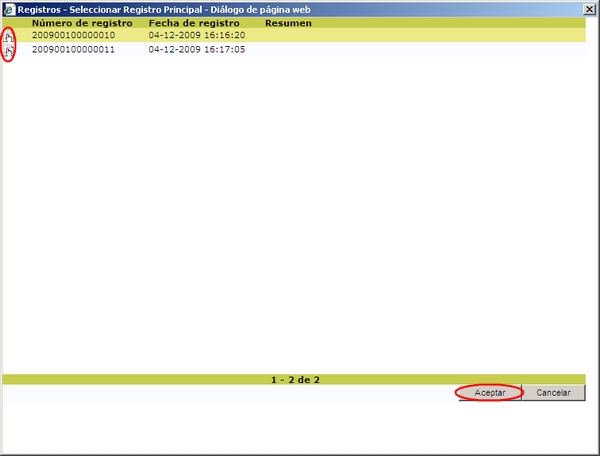 Registros - Seleccionar Registro Principal - Diálogo de página web
Número de registro Fecha de registro Resumen
200900100000010 04-12-2009 16:16:20
200900100000011 04-12-2009 16:17:05
1 - 2 de 2
Aceptar Cancelar